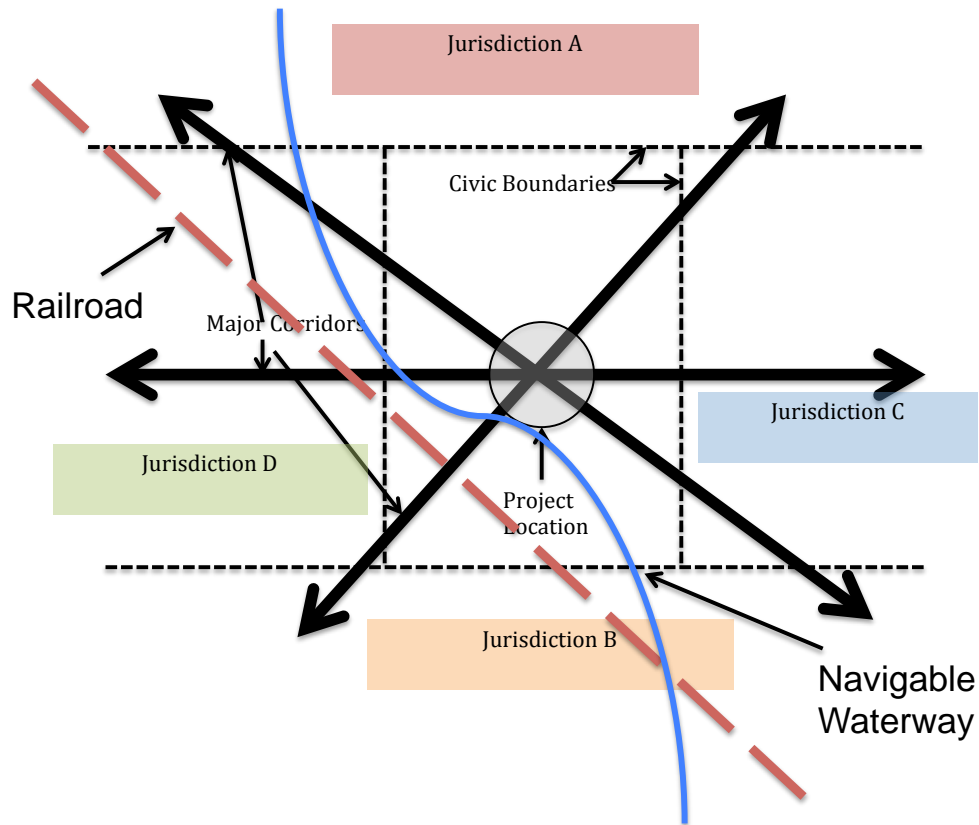 Jurisdiction A
Civic Boundaries
Railroad
Major Corridors
Jurisdiction C
Jurisdiction D
Project
Location
Jurisdiction B
Navigable
Waterway